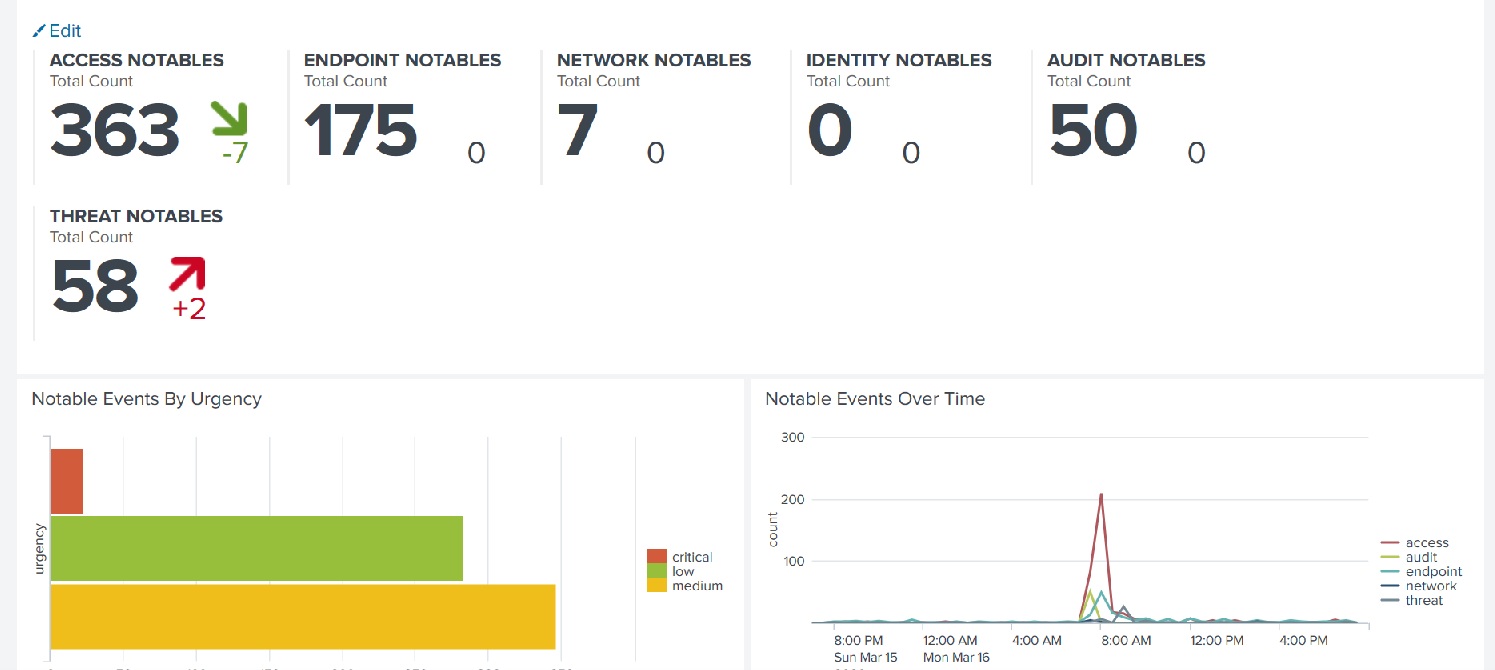 Edit
ACCESS NOTABLES
Total Count
363
-7
ENDPOINT NOTABLES
Total Count
175
0
NETWORK NOTABLES
Total Count
7
0
IDENTITY NOTABLES
Total Count
0
0
AUDIT NOTABLES
Total Count
50
0
THREAT NOTABLES
Total Count
58
+2
Notable Events By Urgency
urgency
critical
low
medium
Notable Events Over Time
300
200
100
count
access
audit
endpoint
network
threat
8:00 PM 12:00 AM 4:00 AM 8:00 AM 12:00 PM 4:00 PM
Sun Mar 15 Mon Mar 16